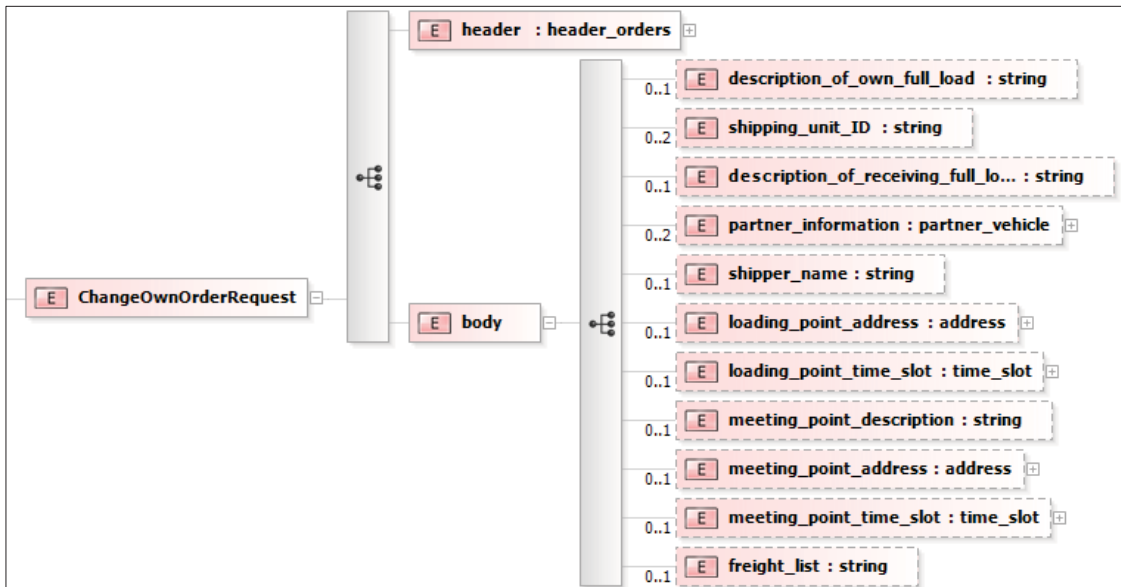 E header : header_orders
E description_of_own_full_load : string
0..1
E shipping_unit_ID : string
0..2
E description_of_receiving_full_lo... : string
0..1
E partner_information : partner_vehicle
0..2
E shipper_name : string
0..1
E ChangeOwnOrderRequest
E body
E loading_point_address : address
0..1
E loading_point_time_slot : time_slot
0..1
E meeting_point_description : string
0..1
E meeting_point_address : address
0..1
E meeting_point_time_slot : time_slot
0..1
E freight_list : string
0..1